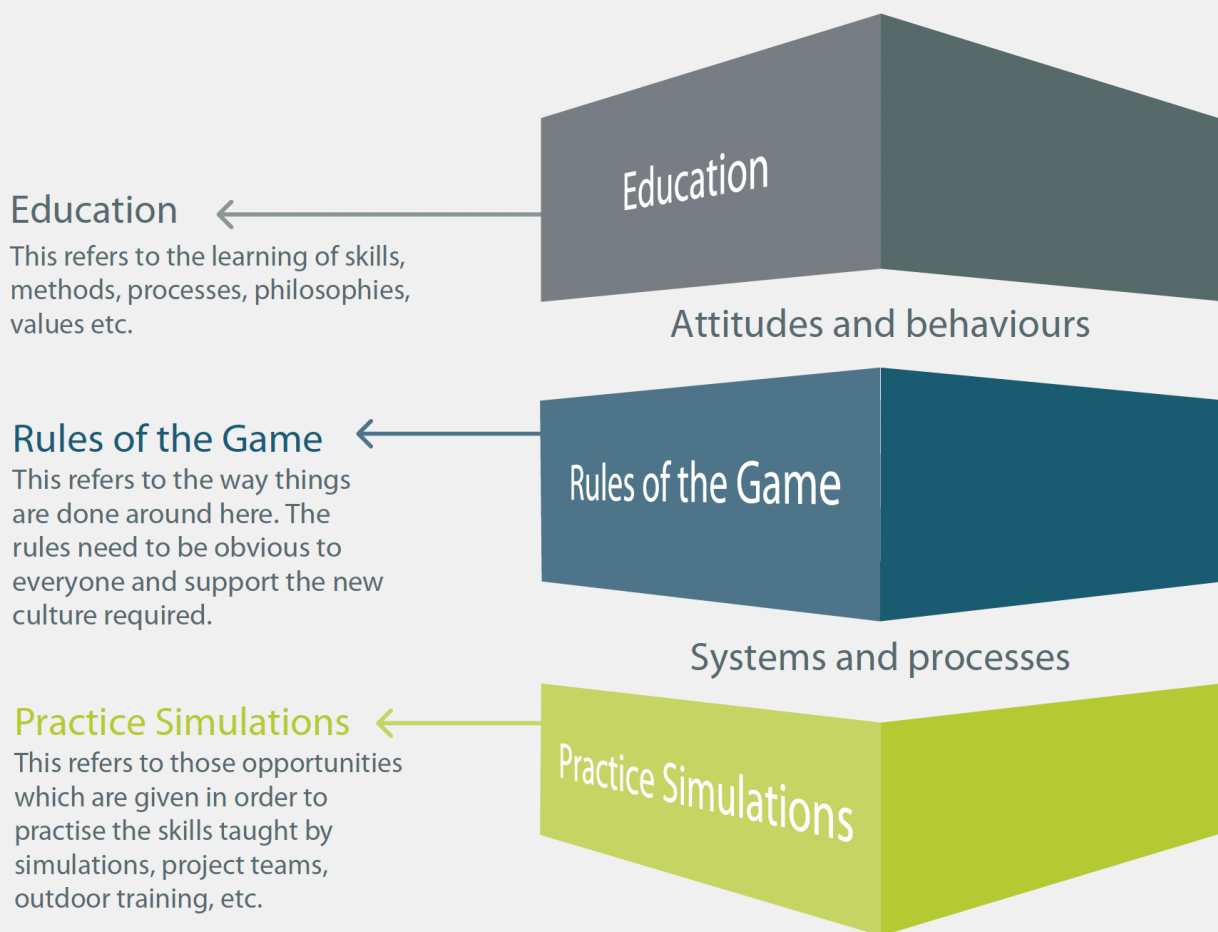 Education
Education
This refers to the learning of skills,
methods, processes, philosophies,
values etc.
Attitudes and behaviours
Rules of the Game
Rules of the Game
This refers to the way things
are done around here. The
rules need to be obvious to
everyone and support the new
culture required.
Systems and processes
Practice Simulations
Practice Simulations
This refers to those opportunities
which are given in order to
practise the skills taught by
simulations, project teams,
outdoor training, etc.